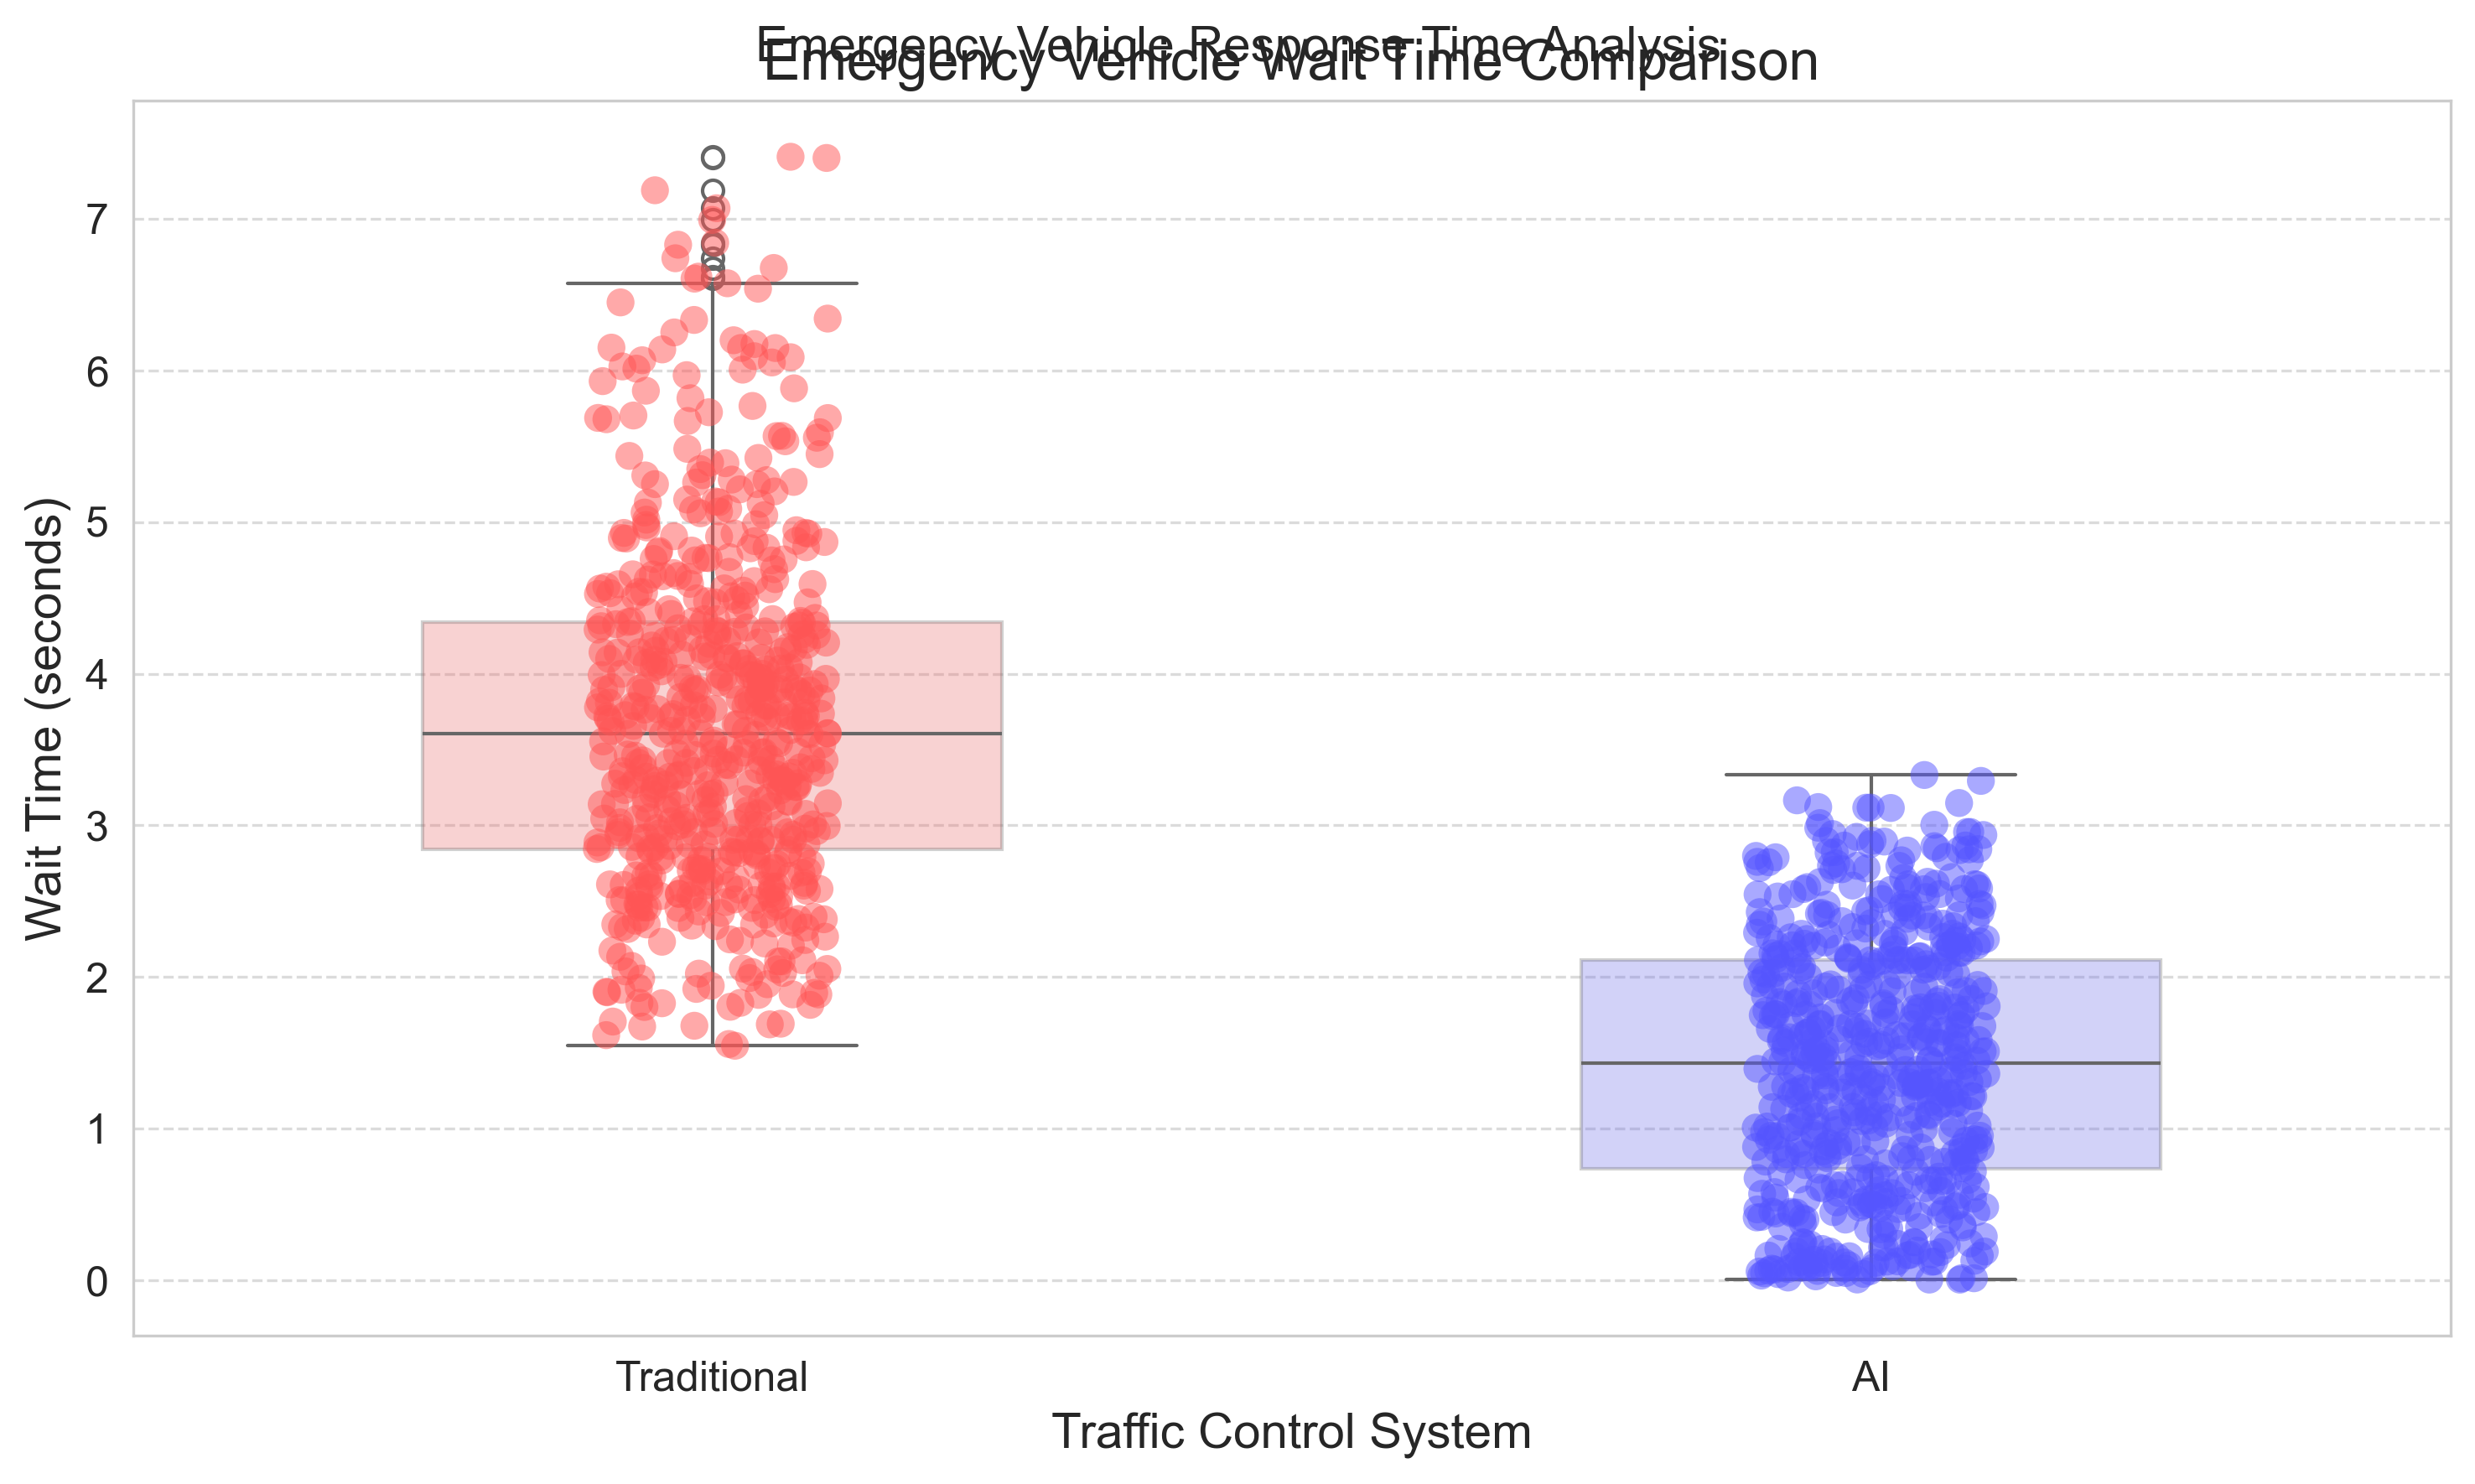 Emergency Vehicle Response Time Analysis
Emergency Vehicle Wait Time Comparison
Wait Time (seconds)
7
6
5
4
3
2
1
0
Traditional
AI
Traffic Control System